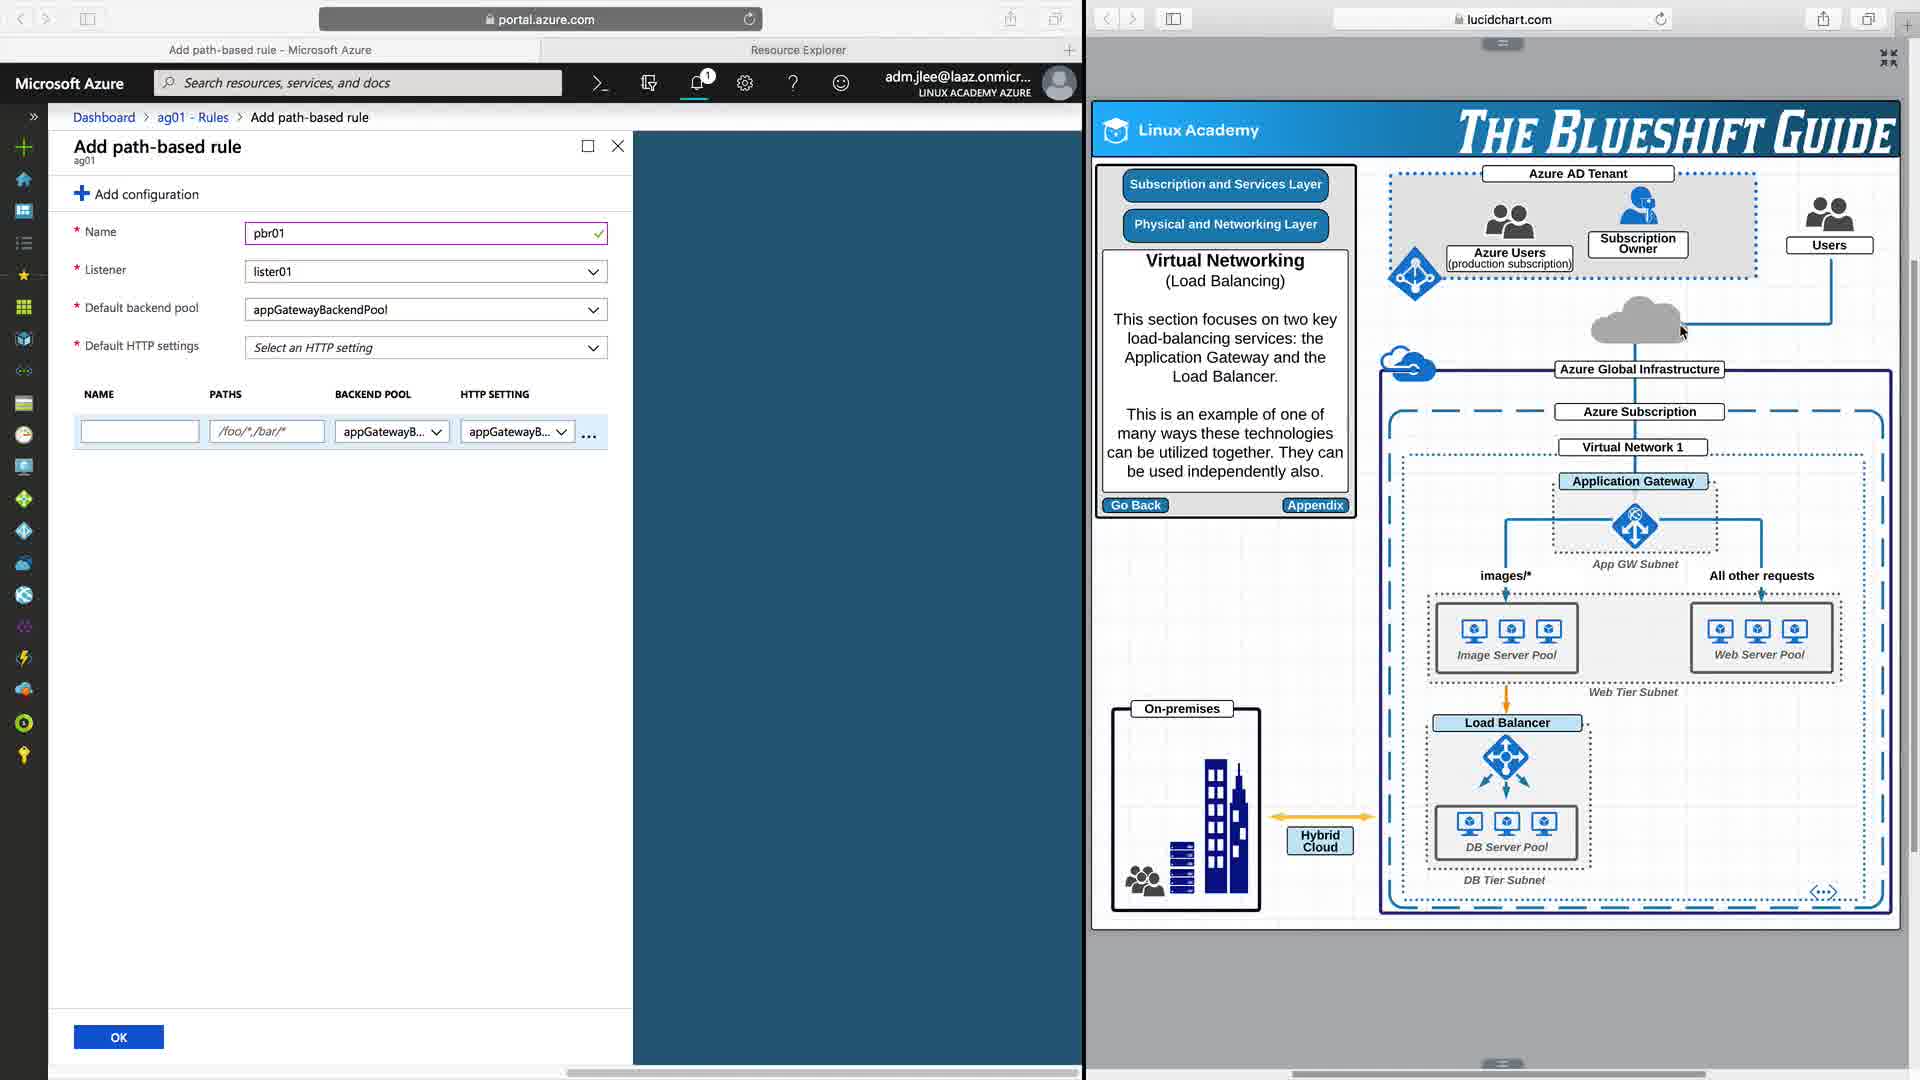 portal.azure.com
Add path-based rule - Microsoft Azure
Resource Explorer
Microsoft Azure
Search resources, services, and docs
1
adm.jlee@laaz.onmicr...
LINUX ACADEMY AZURE
Dashboard > ag01 - Rules > Add path-based rule
Add path-based rule
ag01
Add configuration
* Name
pbr01
* Listener
lister01
* Default backend pool
appGatewayBackendPool
* Default HTTP settings
Select an HTTP setting
NAME PATHS BACKEND POOL HTTP SETTING
/foo/*,/bar/* appGatewayB... appGatewayB... ...
OK
lucidchart.com
Linux Academy
THE BLUESHIFT GUIDE
Subscription and Services Layer
Physical and Networking Layer
Virtual Networking
(Load Balancing)
This section focuses on two key
load-balancing services: the
Application Gateway and the
Load Balancer.
This is an example of one of
many ways these technologies
can be utilized together. They can
be used independently also.
Go Back
Appendix
Azure AD Tenant
Azure Users
(production subscription)
Subscription
Owner
Users
Azure Global Infrastructure
Azure Subscription
Virtual Network 1
Application Gateway
App GW Subnet
images/*
All other requests
Image Server Pool
Web Server Pool
Web Tier Subnet
Load Balancer
DB Server Pool
DB Tier Subnet
On-premises
Hybrid
Cloud